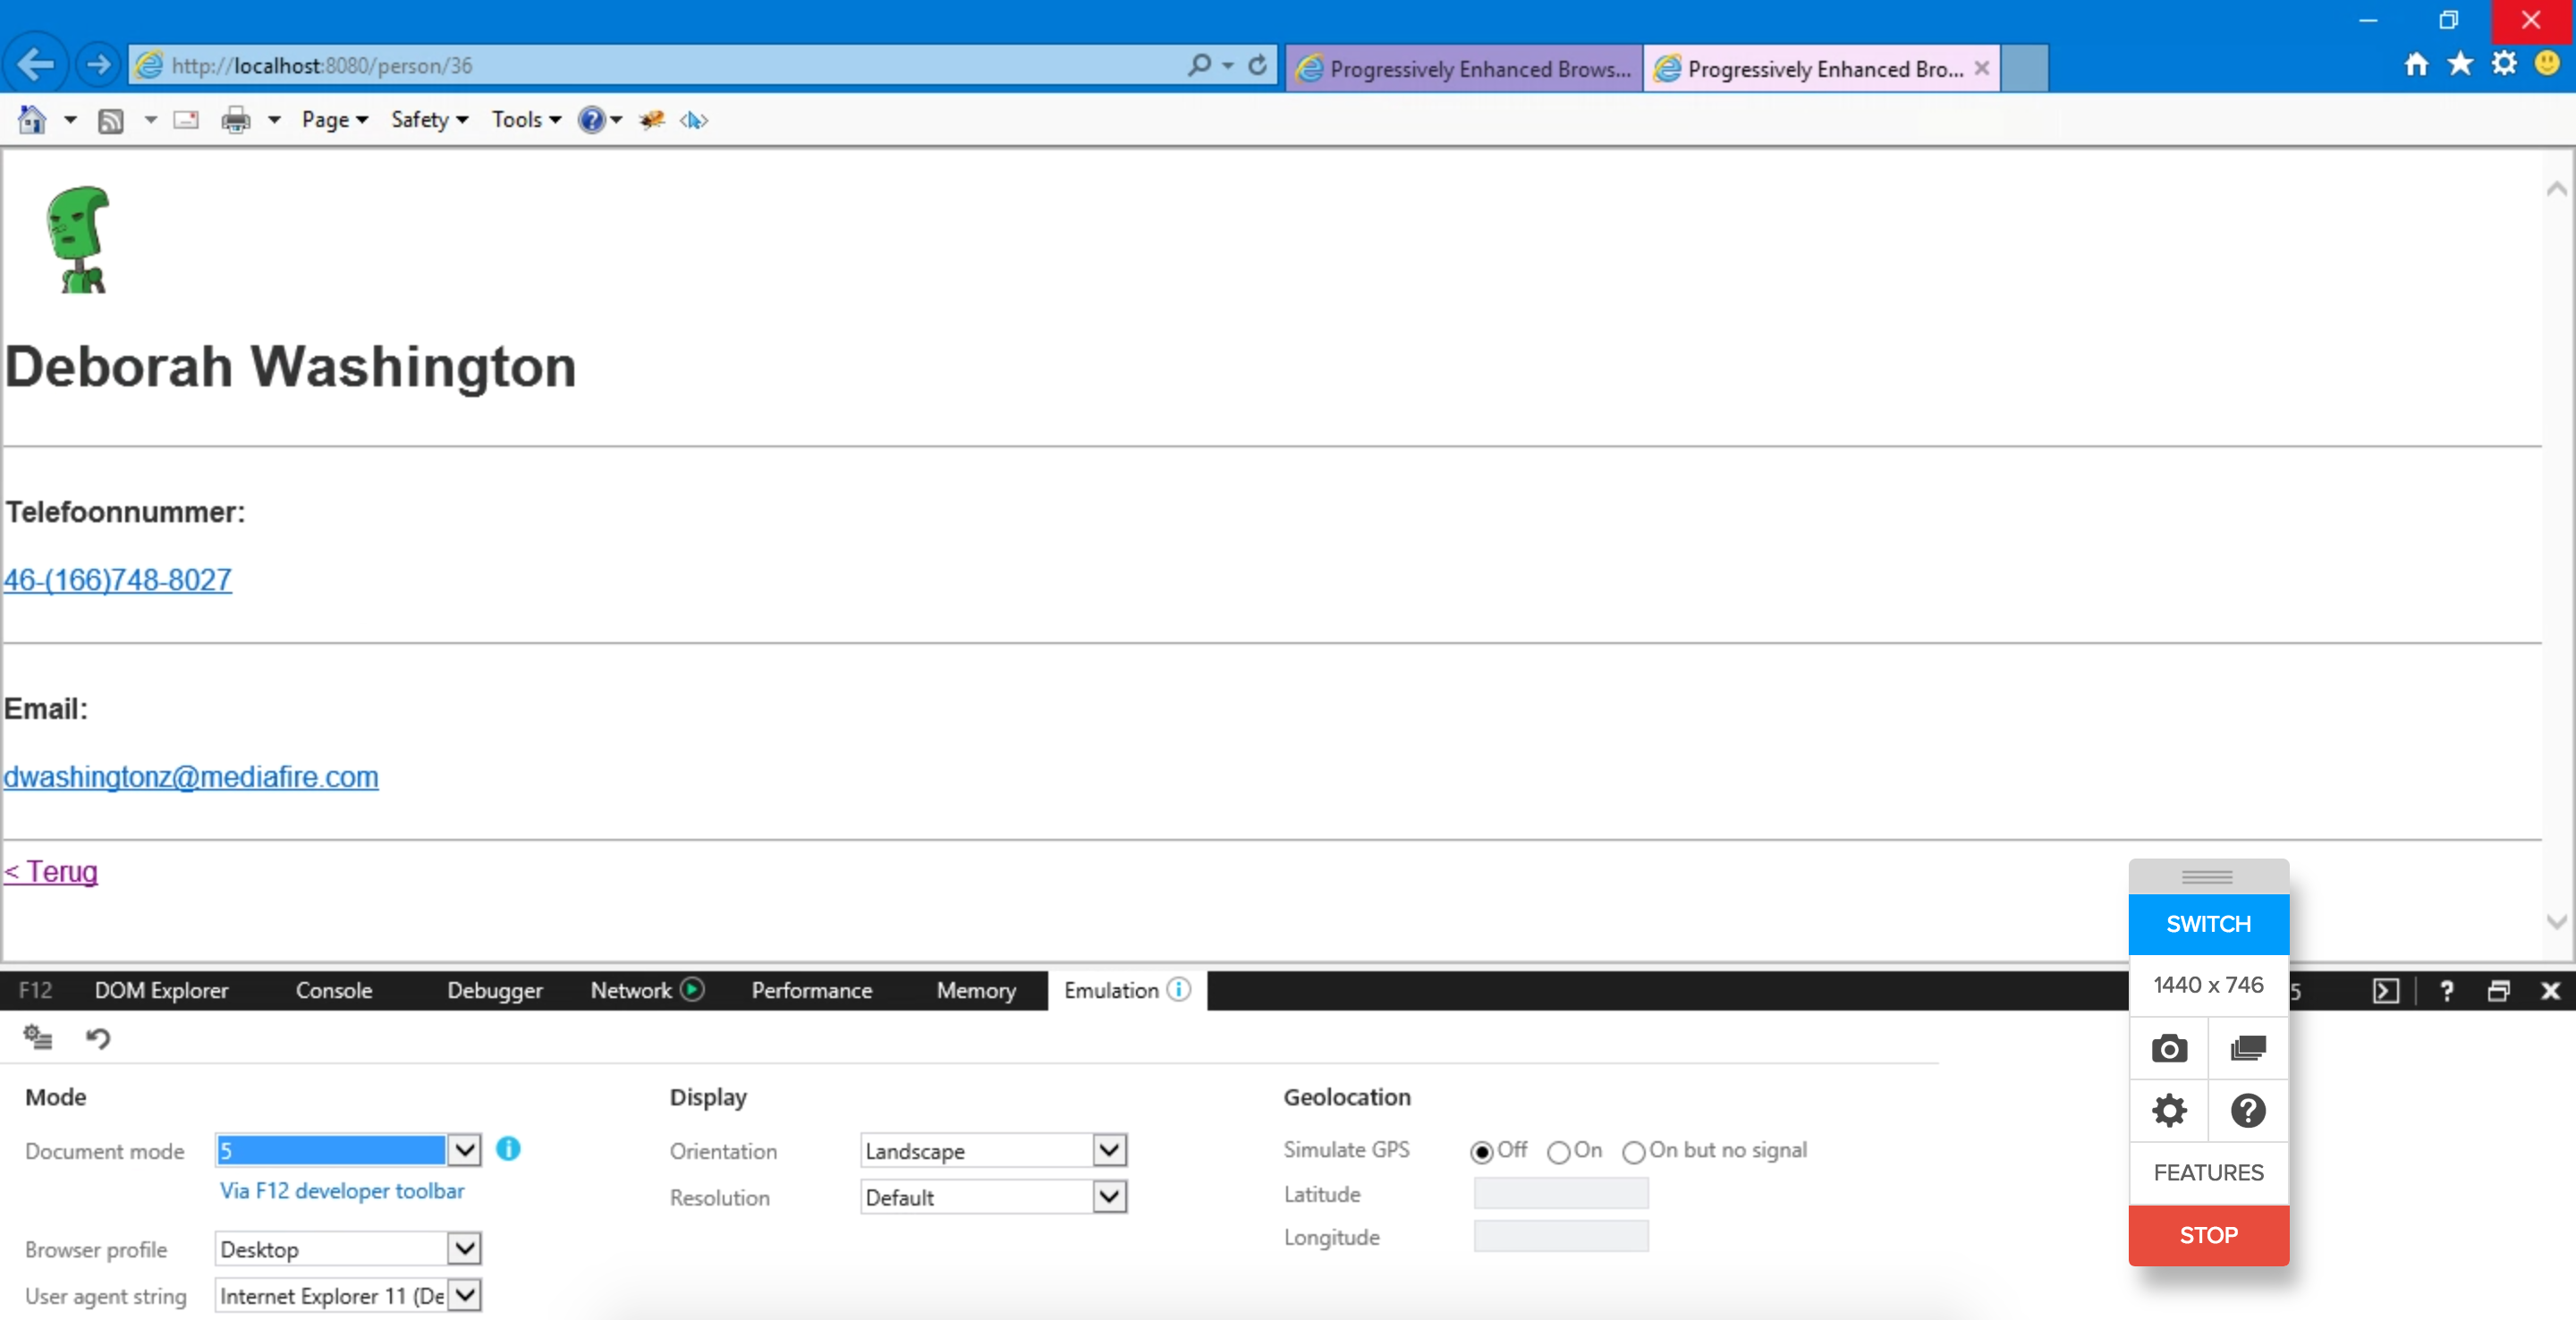 http://localhost:8080/person/36
Progressively Enhanced Brows...
Progressively Enhanced Bro...
Page Safety Tools
Deborah Washington
Telefoonnummer:
46-(166)748-8027
Email:
dwashingtonz@mediafire.com
< Terug
F12 DOM Explorer Console Debugger Network Performance Memory Emulation 5 ?
Mode
Document mode 5
Via F12 developer toolbar
Browser profile Desktop
User agent string Internet Explorer 11 (De
Display
Orientation Landscape
Resolution Default
Geolocation
Simulate GPS Off On On but no signal
Latitude
Longitude
SWITCH
1440 x 746
FEATURES
STOP